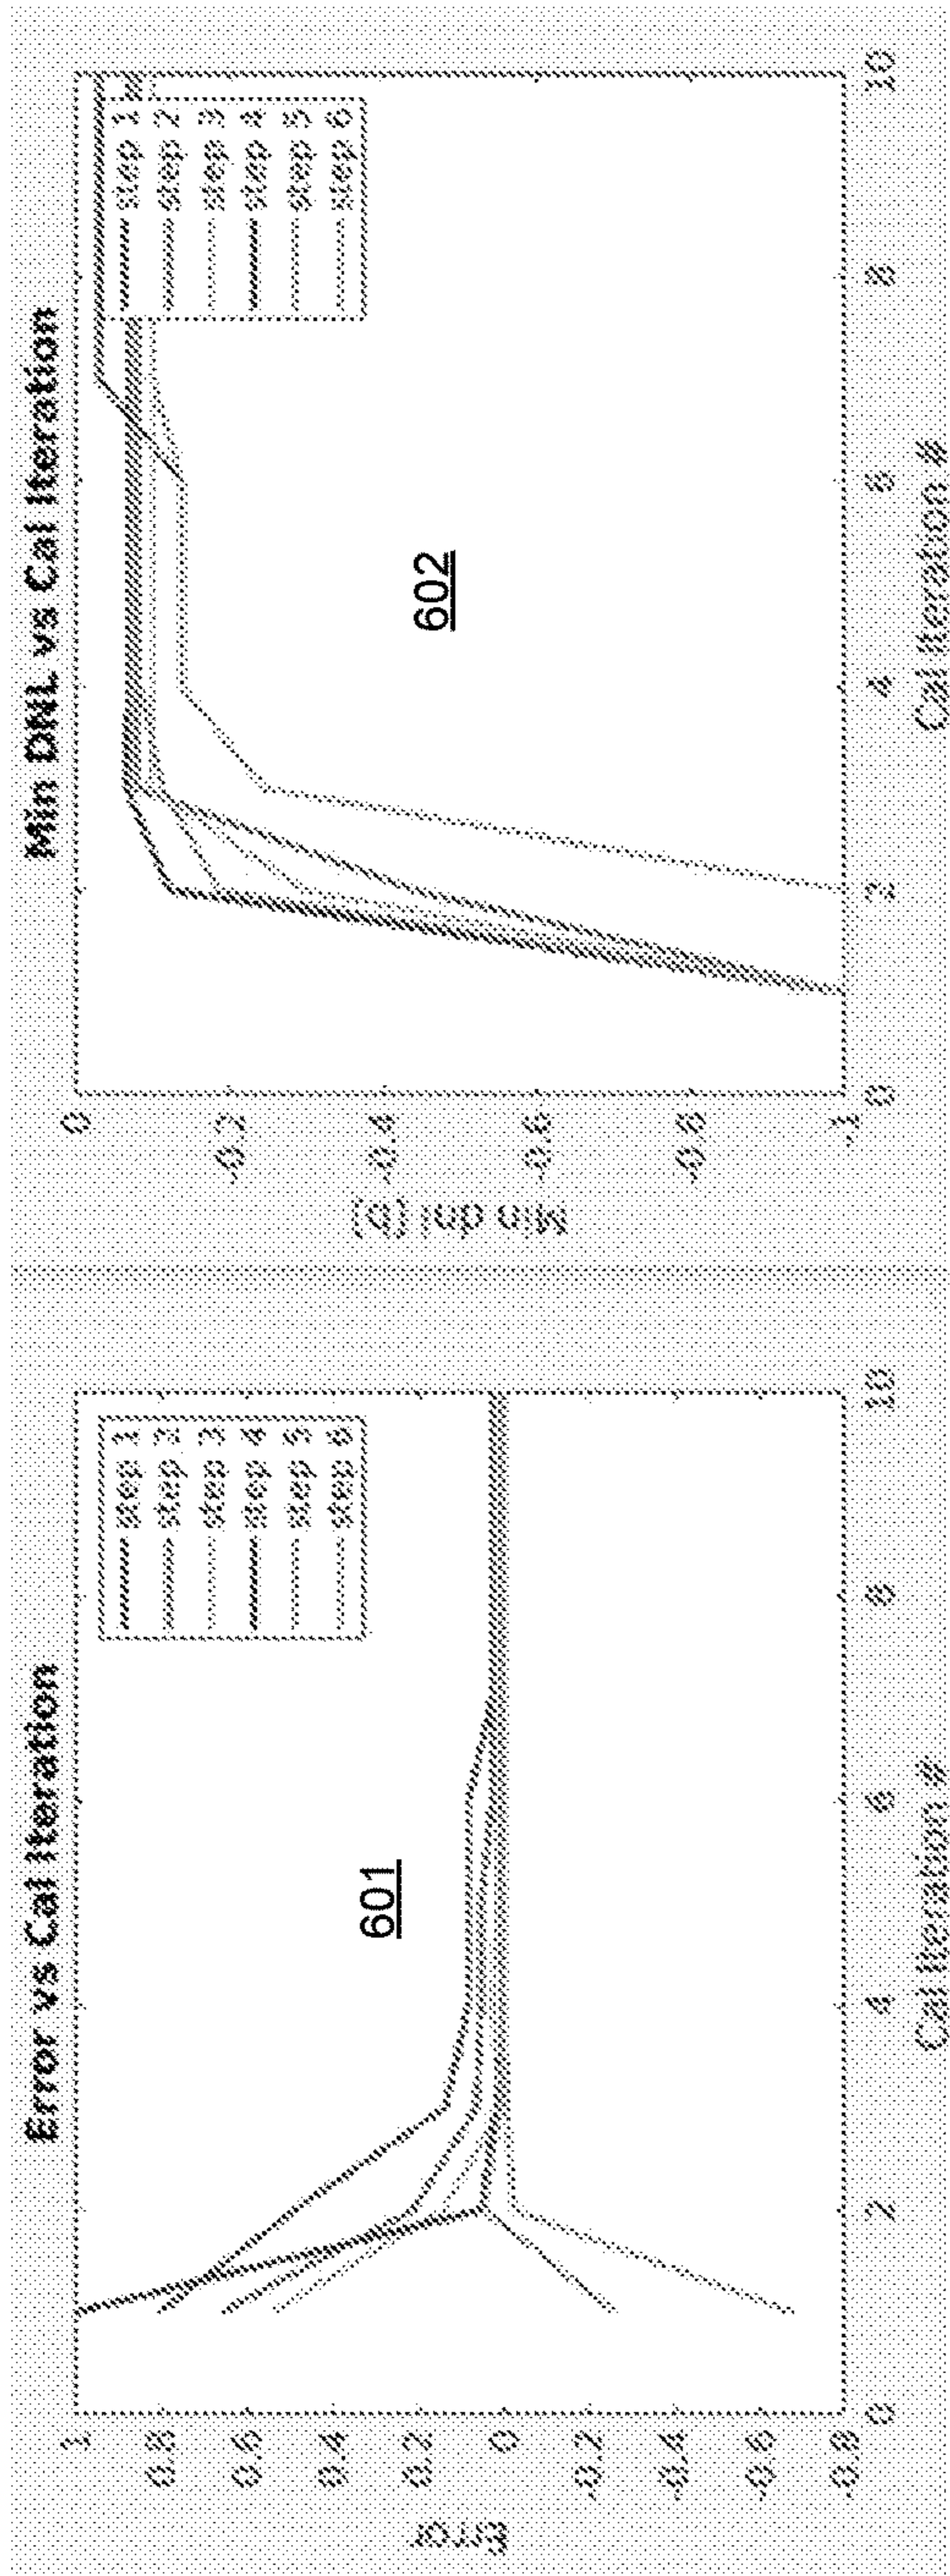 Error vs Cal Iteration
Error
1
0.8
0.6
0.4
0.2
0
-0.2
-0.4
-0.6
-0.8
step 1
step 2
step 3
step 4
step 5
step 6
601
0
2
4
6
8
10
Cal Iteration #
Min DNL vs Cal Iteration
Min dnl (b)
0
-0.2
-0.4
-0.6
-0.8
-1
step 1
step 2
step 3
step 4
step 5
step 6
602
0
2
4
6
8
10
Cal Iteration #